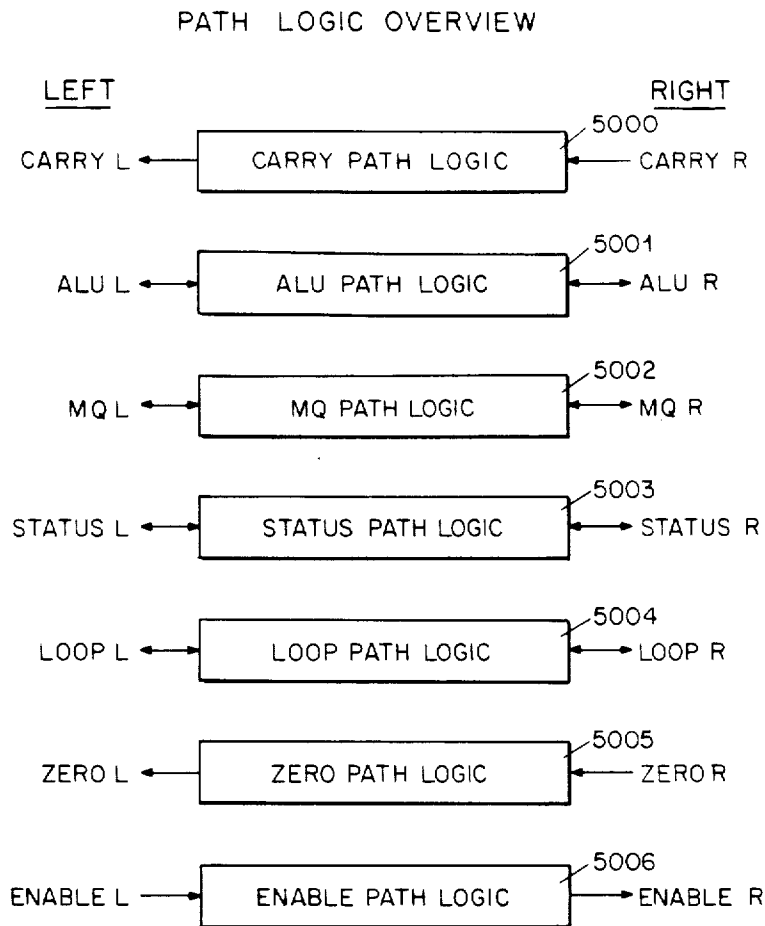 PATH LOGIC OVERVIEW
LEFT RIGHT
5000
CARRY L CARRY PATH LOGIC CARRY R
5001
ALU L ALU PATH LOGIC ALU R
5002
MQ L MQ PATH LOGIC MQ R
5003
STATUS L STATUS PATH LOGIC STATUS R
5004
LOOP L LOOP PATH LOGIC LOOP R
5005
ZERO L ZERO PATH LOGIC ZERO R
5006
ENABLE L ENABLE PATH LOGIC ENABLE R